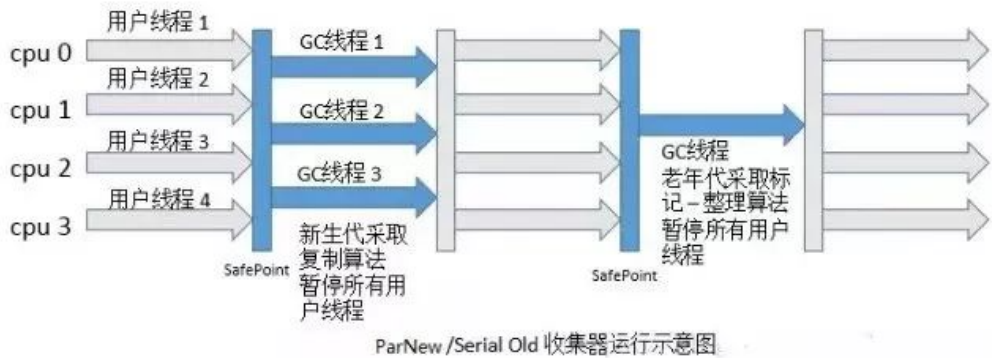 用户线程 1
cpu 0
GC线程 1
用户线程 2
cpu 1
GC线程 2
用户线程 3
cpu 2
GC线程 3
用户线程 4
cpu 3
SafePoint
新生代采取
复制算法
暂停所有用
户线程
SafePoint
GC线程
老年代采取标
记-整理算法
暂停所有用户
线程
ParNew /Serial Old 收集器运行示意图